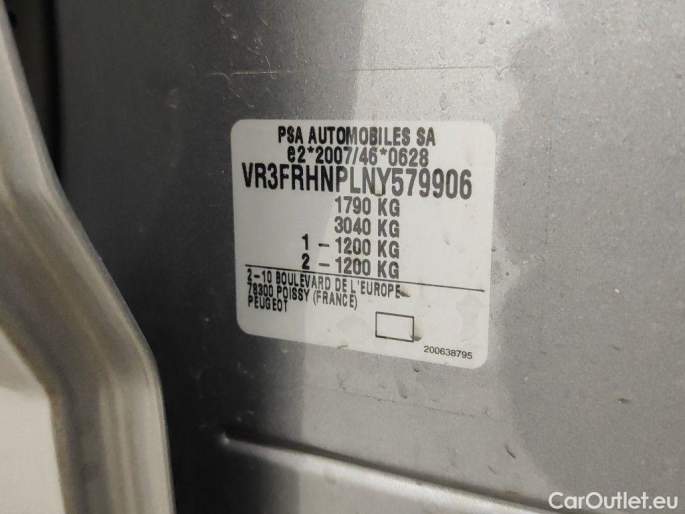 PSA AUTOMOBILES SA
e2*2007/46*0628
VR3FRHNPLNY579906
1790 KG
3040 KG
1 - 1200 KG
2 - 1200 KG
2-10 BOULEVARD DE L'EUROPE
78300 POISSY (FRANCE)
PEUGEOT
200638795
CarOutlet.eu